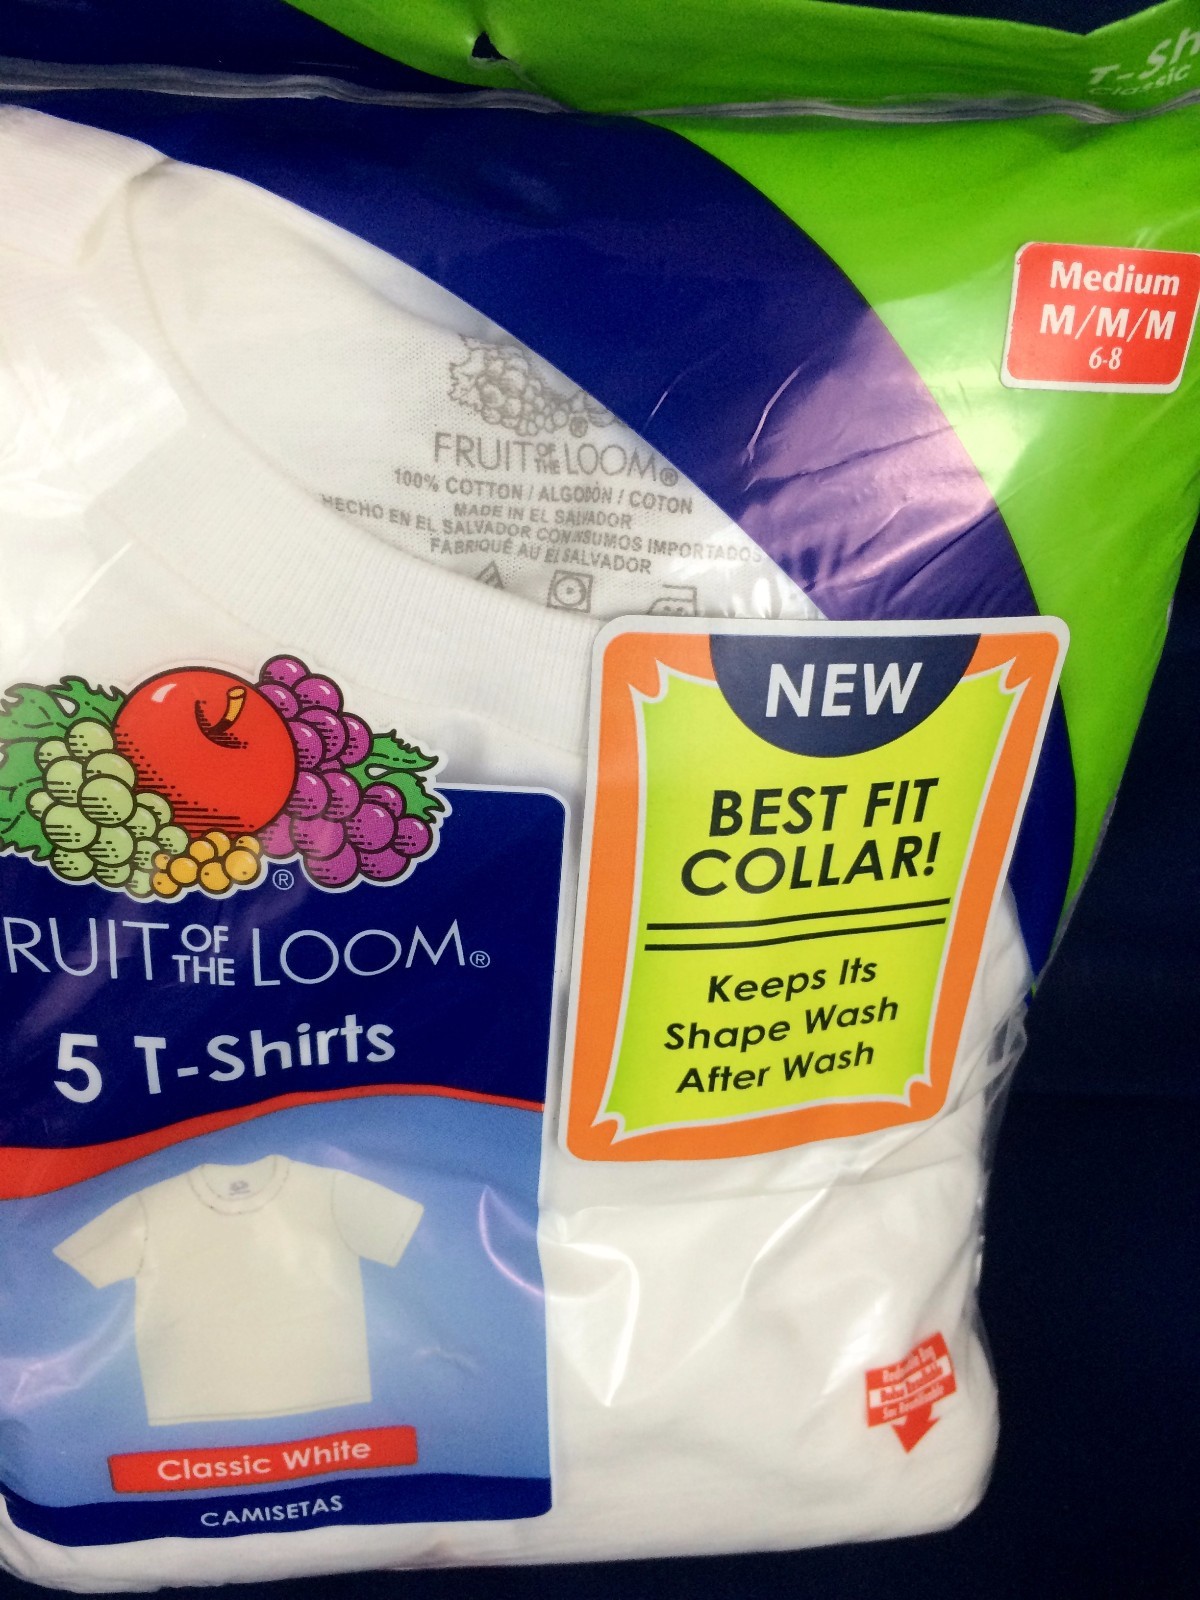 T-Sh
Classic
Medium
M/M/M
6-8
FRUIT OF THE LOOM®
100% COTTON / ALGODÓN / COTON
MADE IN EL SALVADOR
HECHO EN EL SALVADOR CON INSUMOS IMPORTADOS
FABRIQUÉ AU El SALVADOR
NEW
BEST FIT
COLLAR!
Keeps Its
Shape Wash
After Wash
®
RUIT OF THE LOOM®
5 T-Shirts
Classic White
CAMISETAS